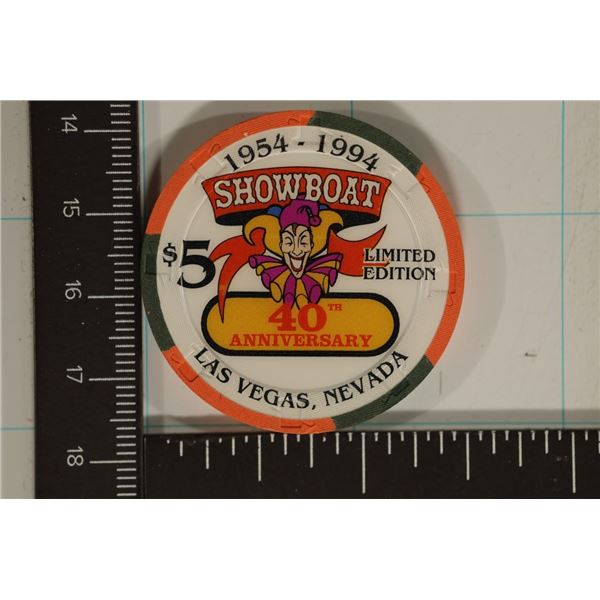 1954 - 1994
SHOWBOAT
$5
LIMITED
EDITION
40TH
ANNIVERSARY
LAS VEGAS, NEVADA
14
15
16
17
18